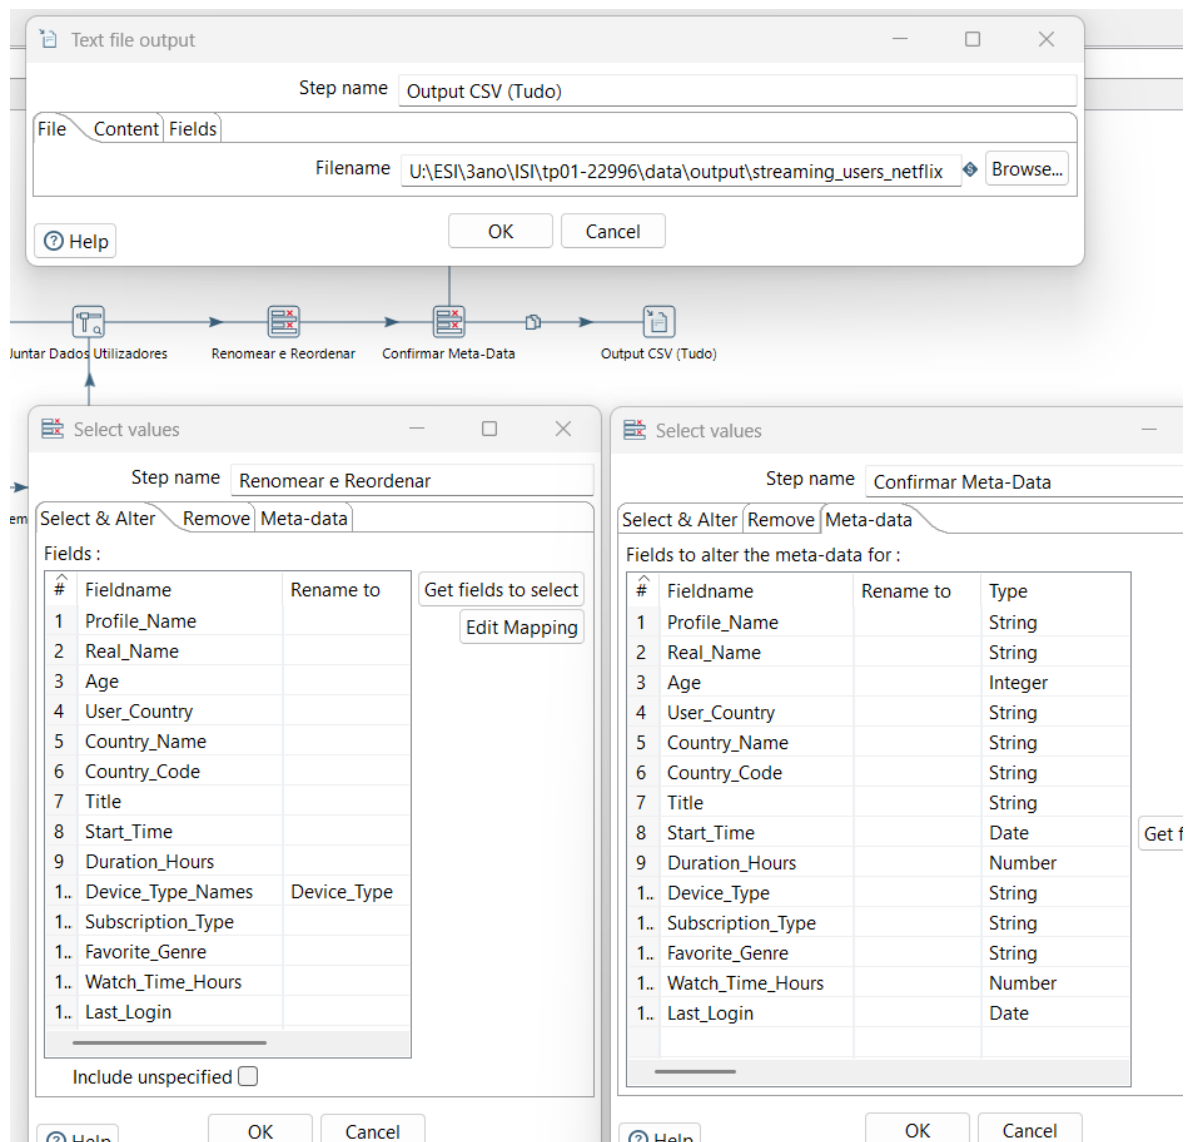 Text file output
Step name Output CSV (Tudo)
File Content Fields
Filename U:\ESI\3ano\ISI\tp01-22996\data\output\streaming_users_netflix Browse...
OK Cancel
Help
Juntar Dados Utilizadores Renomear e Reordenar Confirmar Meta-Data Output CSV (Tudo)
Select values
Step name Renomear e Reordenar
Select & Alter Remove Meta-data
Fields :
# Fieldname Rename to Get fields to select
1 Profile_Name Edit Mapping
2 Real_Name
3 Age
4 User_Country
5 Country_Name
6 Country_Code
7 Title
8 Start_Time
9 Duration_Hours
1.. Device_Type_Names Device_Type
1.. Subscription_Type
1.. Favorite_Genre
1.. Watch_Time_Hours
1.. Last_Login
Include unspecified
OK Cancel
Help
Select values
Step name Confirmar Meta-Data
Select & Alter Remove Meta-data
Fields to alter the meta-data for :
# Fieldname Rename to Type
1 Profile_Name String
2 Real_Name String
3 Age Integer
4 User_Country String
5 Country_Name String
6 Country_Code String
7 Title String
8 Start_Time Date
9 Duration_Hours Number
1.. Device_Type String
1.. Subscription_Type String
1.. Favorite_Genre String
1.. Watch_Time_Hours Number
1.. Last_Login Date
Get f
OK Cancel
Help